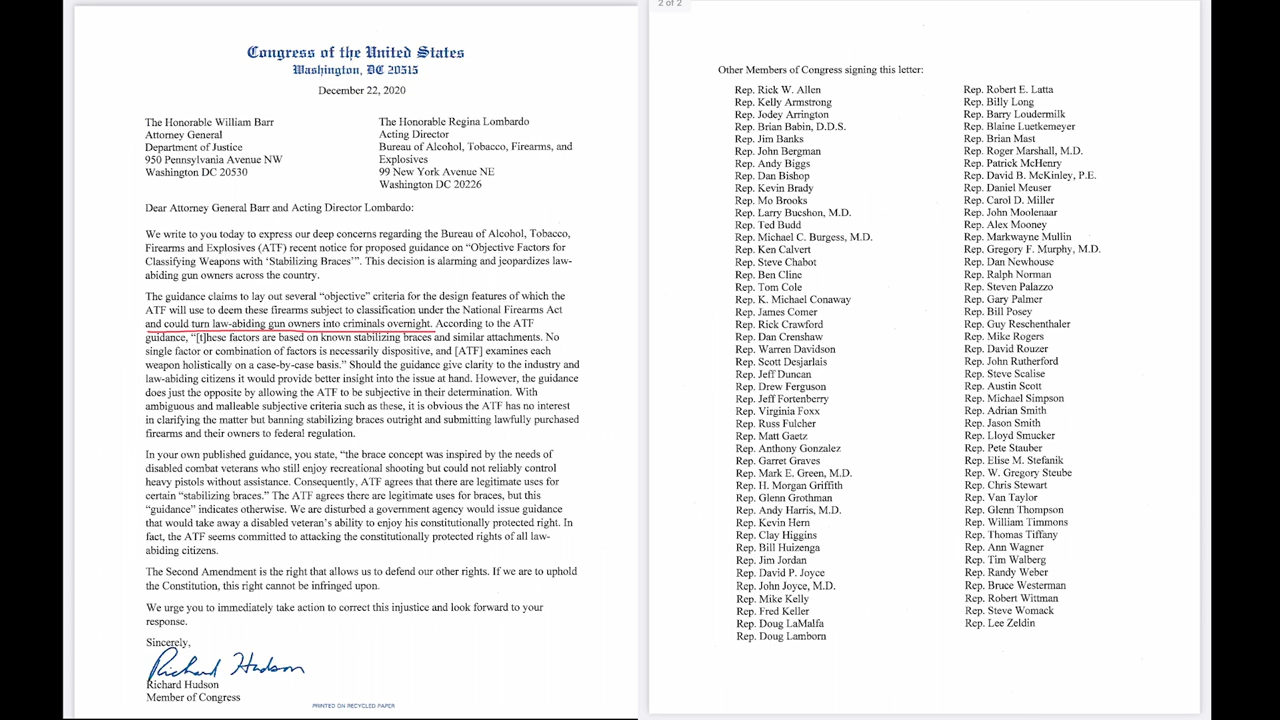 Congress of the United States
Washington, DC 20515
December 22, 2020
The Honorable William Barr
Attorney General
Department of Justice
950 Pennsylvania Avenue NW
Washington DC 20530
The Honorable Regina Lombardo
Acting Director
Bureau of Alcohol, Tobacco, Firearms, and
Explosives
99 New York Avenue NE
Washington DC 20226
Dear Attorney General Barr and Acting Director Lombardo:
We write to you today to express our deep concerns regarding the Bureau of Alcohol, Tobacco,
Firearms and Explosives (ATF) recent notice for proposed guidance on “Objective Factors for
Classifying Weapons with ‘Stabilizing Braces’”. This decision is alarming and jeopardizes law-
abiding gun owners across the country.
The guidance claims to lay out several “objective” criteria for the design features of which the
ATF will use to deem these firearms subject to classification under the National Firearms Act
and could turn law-abiding gun owners into criminals overnight. According to the ATF
guidance, “[t]hese factors are based on known stabilizing braces and similar attachments. No
single factor or combination of factors is necessarily dispositive, and [ATF] examines each
weapon holistically on a case-by-case basis.” Should the guidance give clarity to the industry and
law-abiding citizens it would provide better insight into the issue at hand. However, the guidance
does just the opposite by allowing the ATF to be subjective in their determination. With
ambiguous and malleable subjective criteria such as these, it is obvious the ATF has no interest
in clarifying the matter but banning stabilizing braces outright and submitting lawfully purchased
firearms and their owners to federal regulation.
In your own published guidance, you state, “the brace concept was inspired by the needs of
disabled combat veterans who still enjoy recreational shooting but could not reliably control
heavy pistols without assistance. Consequently, ATF agrees that there are legitimate uses for
certain “stabilizing braces.” The ATF agrees there are legitimate uses for braces, but this
“guidance” indicates otherwise. We are disturbed a government agency would issue guidance
that would take away a disabled veteran’s ability to enjoy his constitutionally protected right. In
fact, the ATF seems committed to attacking the constitutionally protected rights of all law-
abiding citizens.
The Second Amendment is the right that allows us to defend our other rights. If we are to uphold
the Constitution, this right cannot be infringed upon.
We urge you to immediately take action to correct this injustice and look forward to your
response.
Sincerely,
Richard Hudson
Richard Hudson
Member of Congress
PRINTED ON RECYCLED PAPER
2 of 2
Other Members of Congress signing this letter:
Rep. Rick W. Allen
Rep. Kelly Armstrong
Rep. Jodey Arrington
Rep. Brian Babin, D.D.S.
Rep. Jim Banks
Rep. John Bergman
Rep. Andy Biggs
Rep. Dan Bishop
Rep. Kevin Brady
Rep. Mo Brooks
Rep. Larry Bucshon, M.D.
Rep. Ted Budd
Rep. Michael C. Burgess, M.D.
Rep. Ken Calvert
Rep. Steve Chabot
Rep. Ben Cline
Rep. Tom Cole
Rep. K. Michael Conaway
Rep. James Comer
Rep. Rick Crawford
Rep. Dan Crenshaw
Rep. Warren Davidson
Rep. Scott Desjarlais
Rep. Jeff Duncan
Rep. Drew Ferguson
Rep. Jeff Fortenberry
Rep. Virginia Foxx
Rep. Russ Fulcher
Rep. Matt Gaetz
Rep. Anthony Gonzalez
Rep. Garret Graves
Rep. Mark E. Green, M.D.
Rep. H. Morgan Griffith
Rep. Glenn Grothman
Rep. Andy Harris, M.D.
Rep. Kevin Hern
Rep. Clay Higgins
Rep. Bill Huizenga
Rep. Jim Jordan
Rep. David P. Joyce
Rep. John Joyce, M.D.
Rep. Mike Kelly
Rep. Fred Keller
Rep. Doug LaMalfa
Rep. Doug Lamborn
Rep. Robert E. Latta
Rep. Billy Long
Rep. Barry Loudermilk
Rep. Blaine Luetkemeyer
Rep. Brian Mast
Rep. Roger Marshall, M.D.
Rep. Patrick McHenry
Rep. David B. McKinley, P.E.
Rep. Daniel Meuser
Rep. Carol D. Miller
Rep. John Moolenaar
Rep. Alex Mooney
Rep. Markwayne Mullin
Rep. Gregory F. Murphy, M.D.
Rep. Dan Newhouse
Rep. Ralph Norman
Rep. Steven Palazzo
Rep. Gary Palmer
Rep. Bill Posey
Rep. Guy Reschenthaler
Rep. Mike Rogers
Rep. David Rouzer
Rep. John Rutherford
Rep. Steve Scalise
Rep. Austin Scott
Rep. Michael Simpson
Rep. Adrian Smith
Rep. Jason Smith
Rep. Lloyd Smucker
Rep. Pete Stauber
Rep. Elise M. Stefanik
Rep. W. Gregory Steube
Rep. Chris Stewart
Rep. Van Taylor
Rep. Glenn Thompson
Rep. William Timmons
Rep. Thomas Tiffany
Rep. Ann Wagner
Rep. Tim Walberg
Rep. Randy Weber
Rep. Bruce Westerman
Rep. Robert Wittman
Rep. Steve Womack
Rep. Lee Zeldin